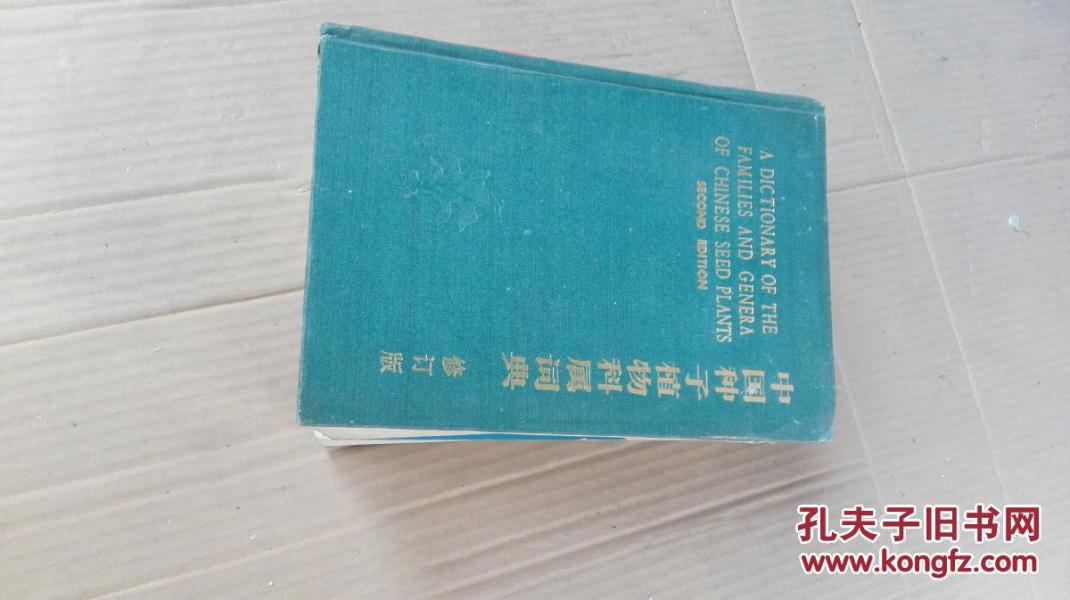 A DICTIONARY OF THE
FAMILIES AND GENERA
OF CHINESE SEED PLANTS
SECOND EDITION
中国种子植物科属词典
修订版
孔夫子旧书网
www.kongfz.com